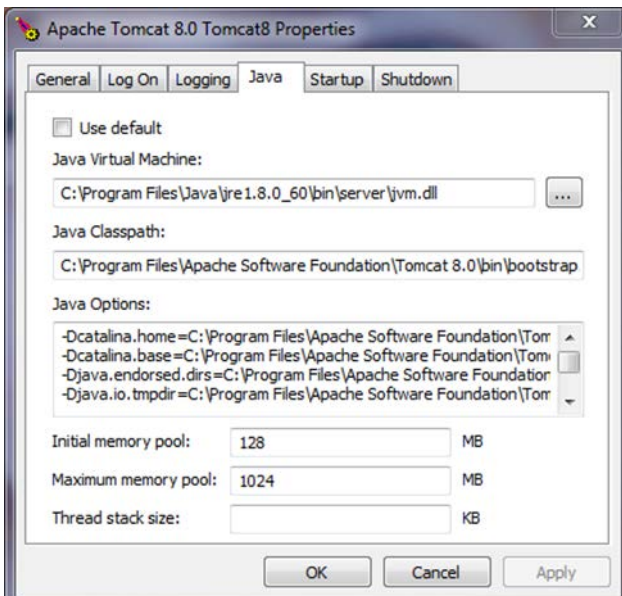 Apache Tomcat 8.0 Tomcat8 Properties
General Log On Logging Java Startup Shutdown
Use default
Java Virtual Machine:
C:\Program Files\Java\jre1.8.0_60\bin\server\jvm.dll
...
Java Classpath:
C:\Program Files\Apache Software Foundation\Tomcat 8.0\bin\bootstrap
Java Options:
-Dcatalina.home=C:\Program Files\Apache Software Foundation\Tom
-Dcatalina.base=C:\Program Files\Apache Software Foundation\Tom
-Djava.endorsed.dirs=C:\Program Files\Apache Software Foundation
-Djava.io.tmpdir=C:\Program Files\Apache Software Foundation\Tom
Initial memory pool: 128 MB
Maximum memory pool: 1024 MB
Thread stack size: KB
OK Cancel Apply